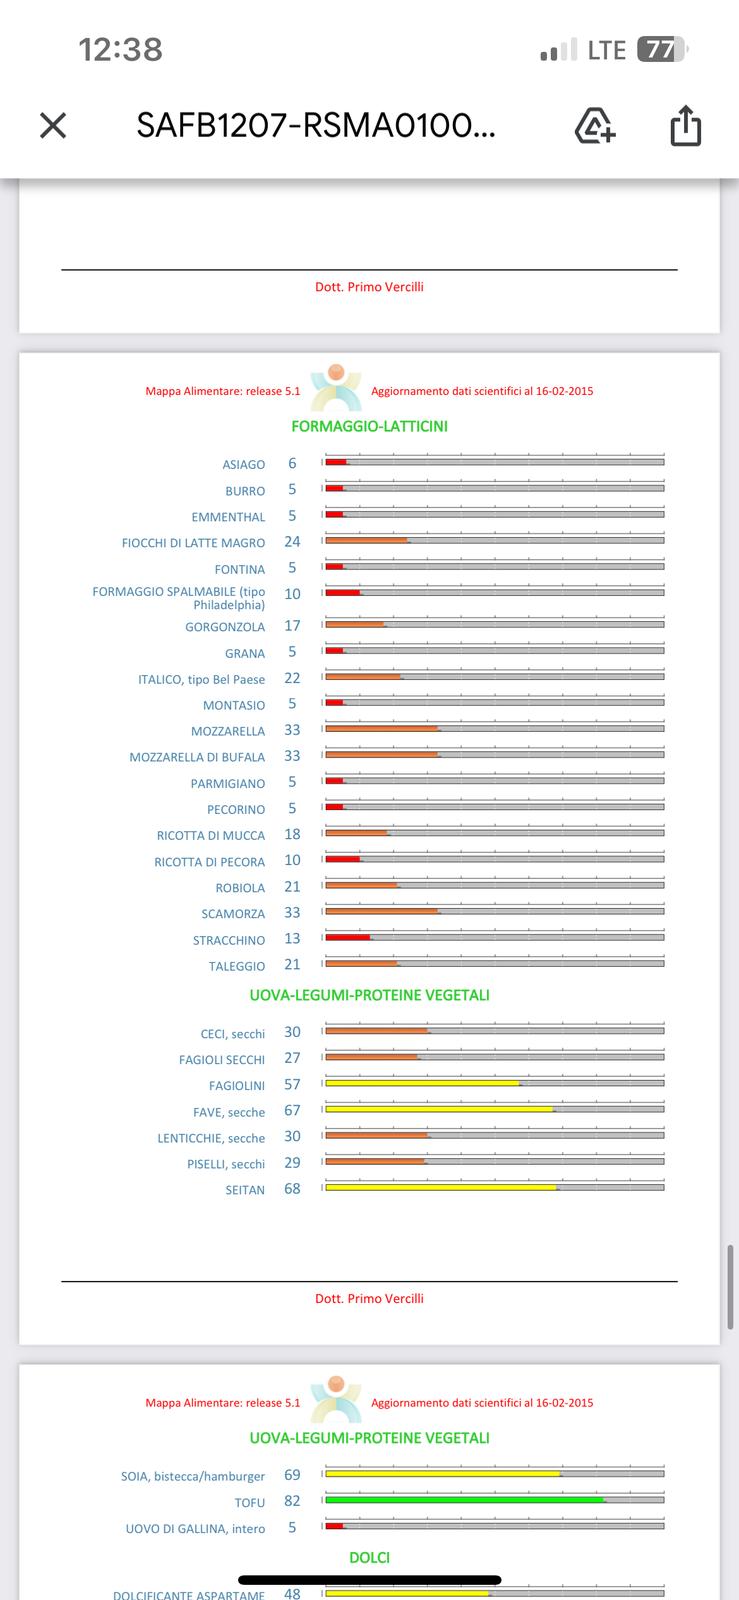 12:38
LTE 77
SAFB1207-RSMA0100...
Dott. Primo Vercilli
Mappa Alimentare: release 5.1 Aggiornamento dati scientifici al 16-02-2015
FORMAGGIO-LATTICINI
ASIAGO 6
BURRO 5
EMMENTHAL 5
FIOCCHI DI LATTE MAGRO 24
FONTINA 5
FORMAGGIO SPALMABILE (tipo
Philadelphia) 10
GORGONZOLA 17
GRANA 5
ITALICO, tipo Bel Paese 22
MONTASIO 5
MOZZARELLA 33
MOZZARELLA DI BUFALA 33
PARMIGIANO 5
PECORINO 5
RICOTTA DI MUCCA 18
RICOTTA DI PECORA 10
ROBIOLA 21
SCAMORZA 33
STRACCHINO 13
TALEGGIO 21
UOVA-LEGUMI-PROTEINE VEGETALI
CECI, secchi 30
FAGIOLI SECCHI 27
FAGIOLINI 57
FAVE, secche 67
LENTICCHIE, secche 30
PISELLI, secchi 29
SEITAN 68
Dott. Primo Vercilli
Mappa Alimentare: release 5.1 Aggiornamento dati scientifici al 16-02-2015
UOVA-LEGUMI-PROTEINE VEGETALI
SOIA, bistecca/hamburger 69
TOFU 82
UOVO DI GALLINA, intero 5
DOLCI
DOLCIFICANTE ASPARTAME 48